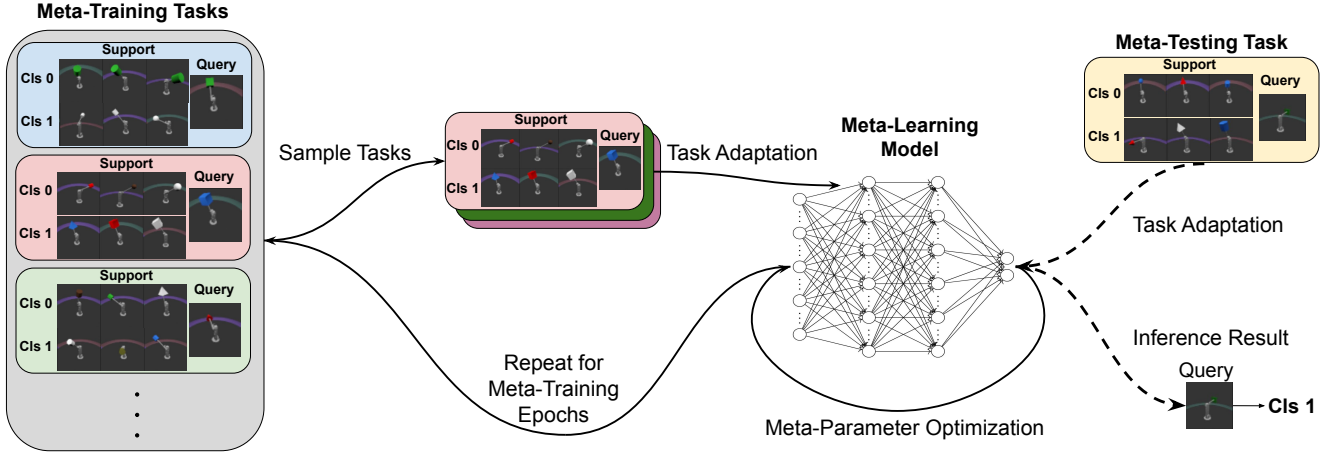 Meta-Training Tasks
Support
Query
Cls 0
Cls 1
Support
Query
Cls 0
Cls 1
Support
Query
Cls 0
Cls 1
Sample Tasks
Support
Query
Cls 0
Cls 1
Task Adaptation
Repeat for
Meta-Training
Epochs
Meta-Learning
Model
Meta-Parameter Optimization
Meta-Testing Task
Support
Query
Cls 0
Cls 1
Task Adaptation
Inference Result
Query
Cls 1